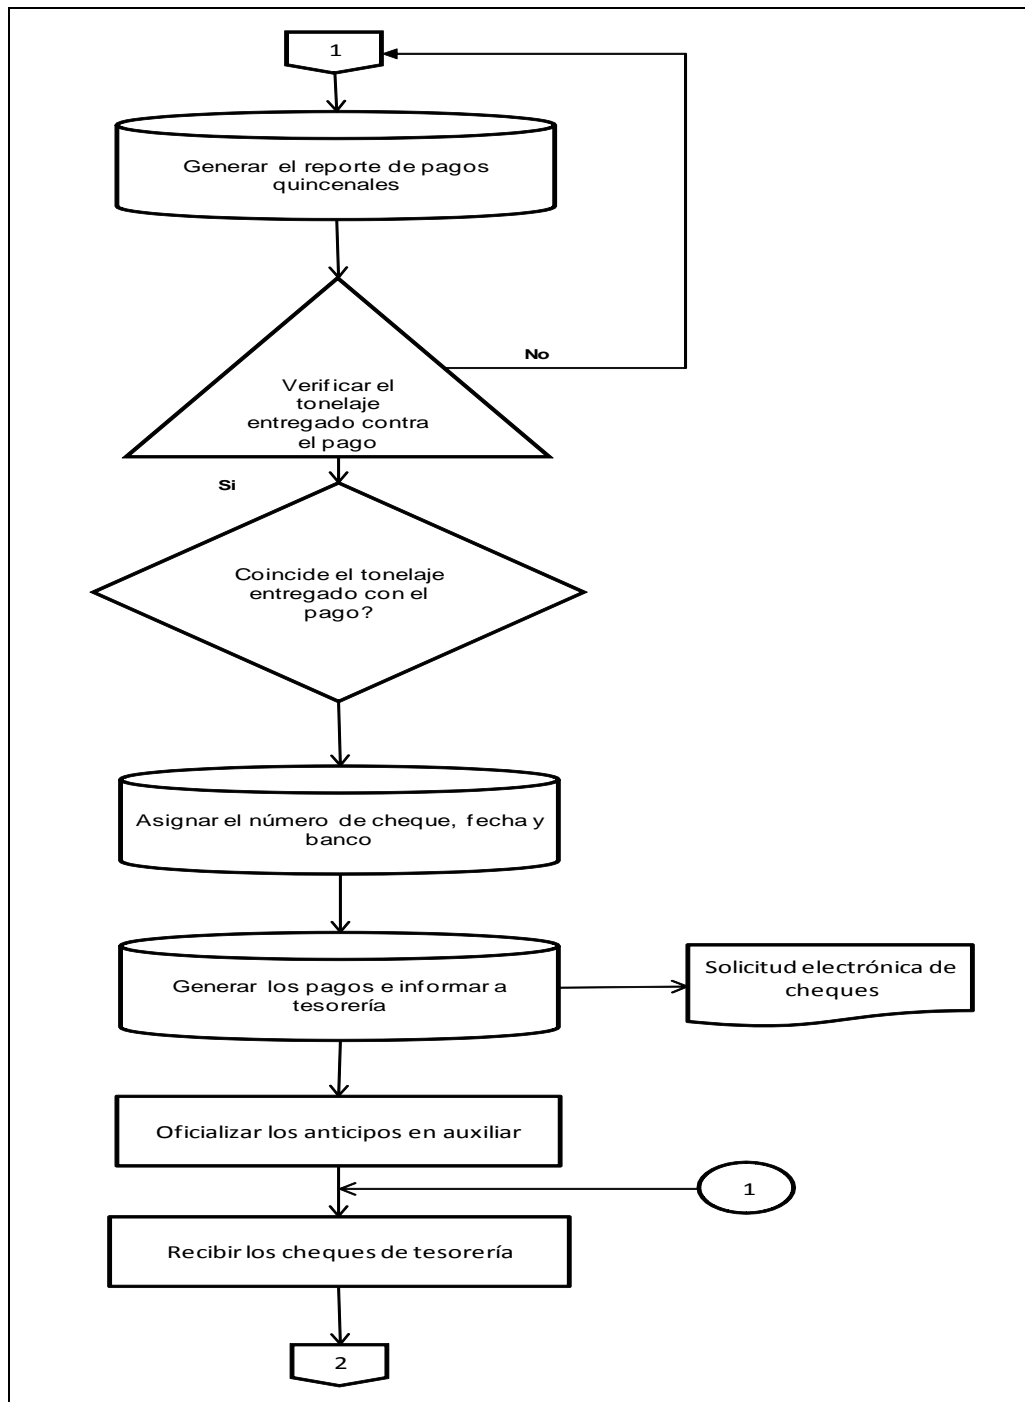 1
Generar el reporte de pagos
quincenales
No
Verificar el
tonelaje
entregado contra
el pago
Si
Coincide el tonelaje
entregado con el
pago?
Asignar el número de cheque, fecha y
banco
Generar los pagos e informar a
tesorería
Solicitud electrónica de
cheques
Oficializar los anticipos en auxiliar
1
Recibir los cheques de tesorería
2